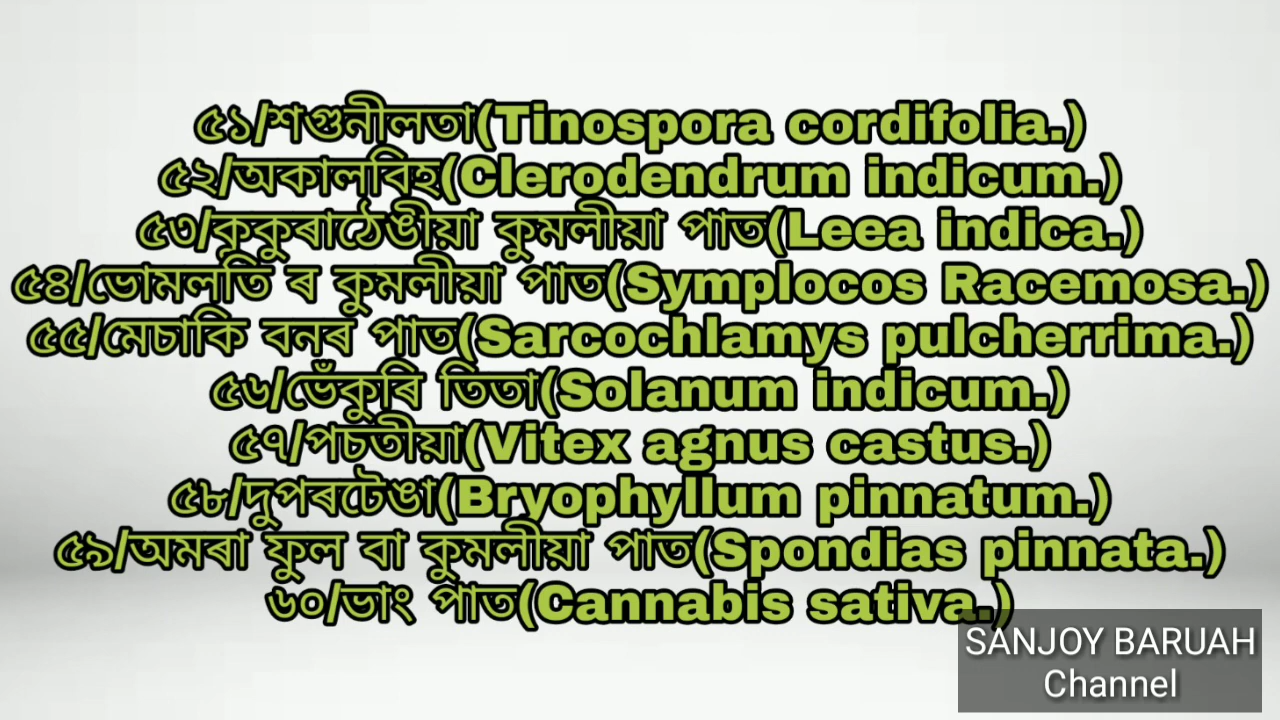 ৫১/শগুনীলতা(Tinospora cordifolia.)
৫২/অকালবিহ(Clerodendrum indicum.)
৫৩/কুকুৰাঠেঙীয়া কুমলীয়া পাত(Leea indica.)
৫৪/ভোমলতি ৰ কুমলীয়া পাত(Symplocos Racemosa.)
৫৫/মেচাকি বনৰ পাত(Sarcochlamys pulcherrima.)
৫৬/ভেঁকুৰি তিতা(Solanum indicum.)
৫৭/পচতীয়া(Vitex agnus castus.)
৫৮/দুপৰটেঙা(Bryophyllum pinnatum.)
৫৯/অমৰা ফুল বা কুমলীয়া পাত(Spondias pinnata.)
৬০/ভাং পাত(Cannabis sativa.)
SANJOY BARUAH
Channel